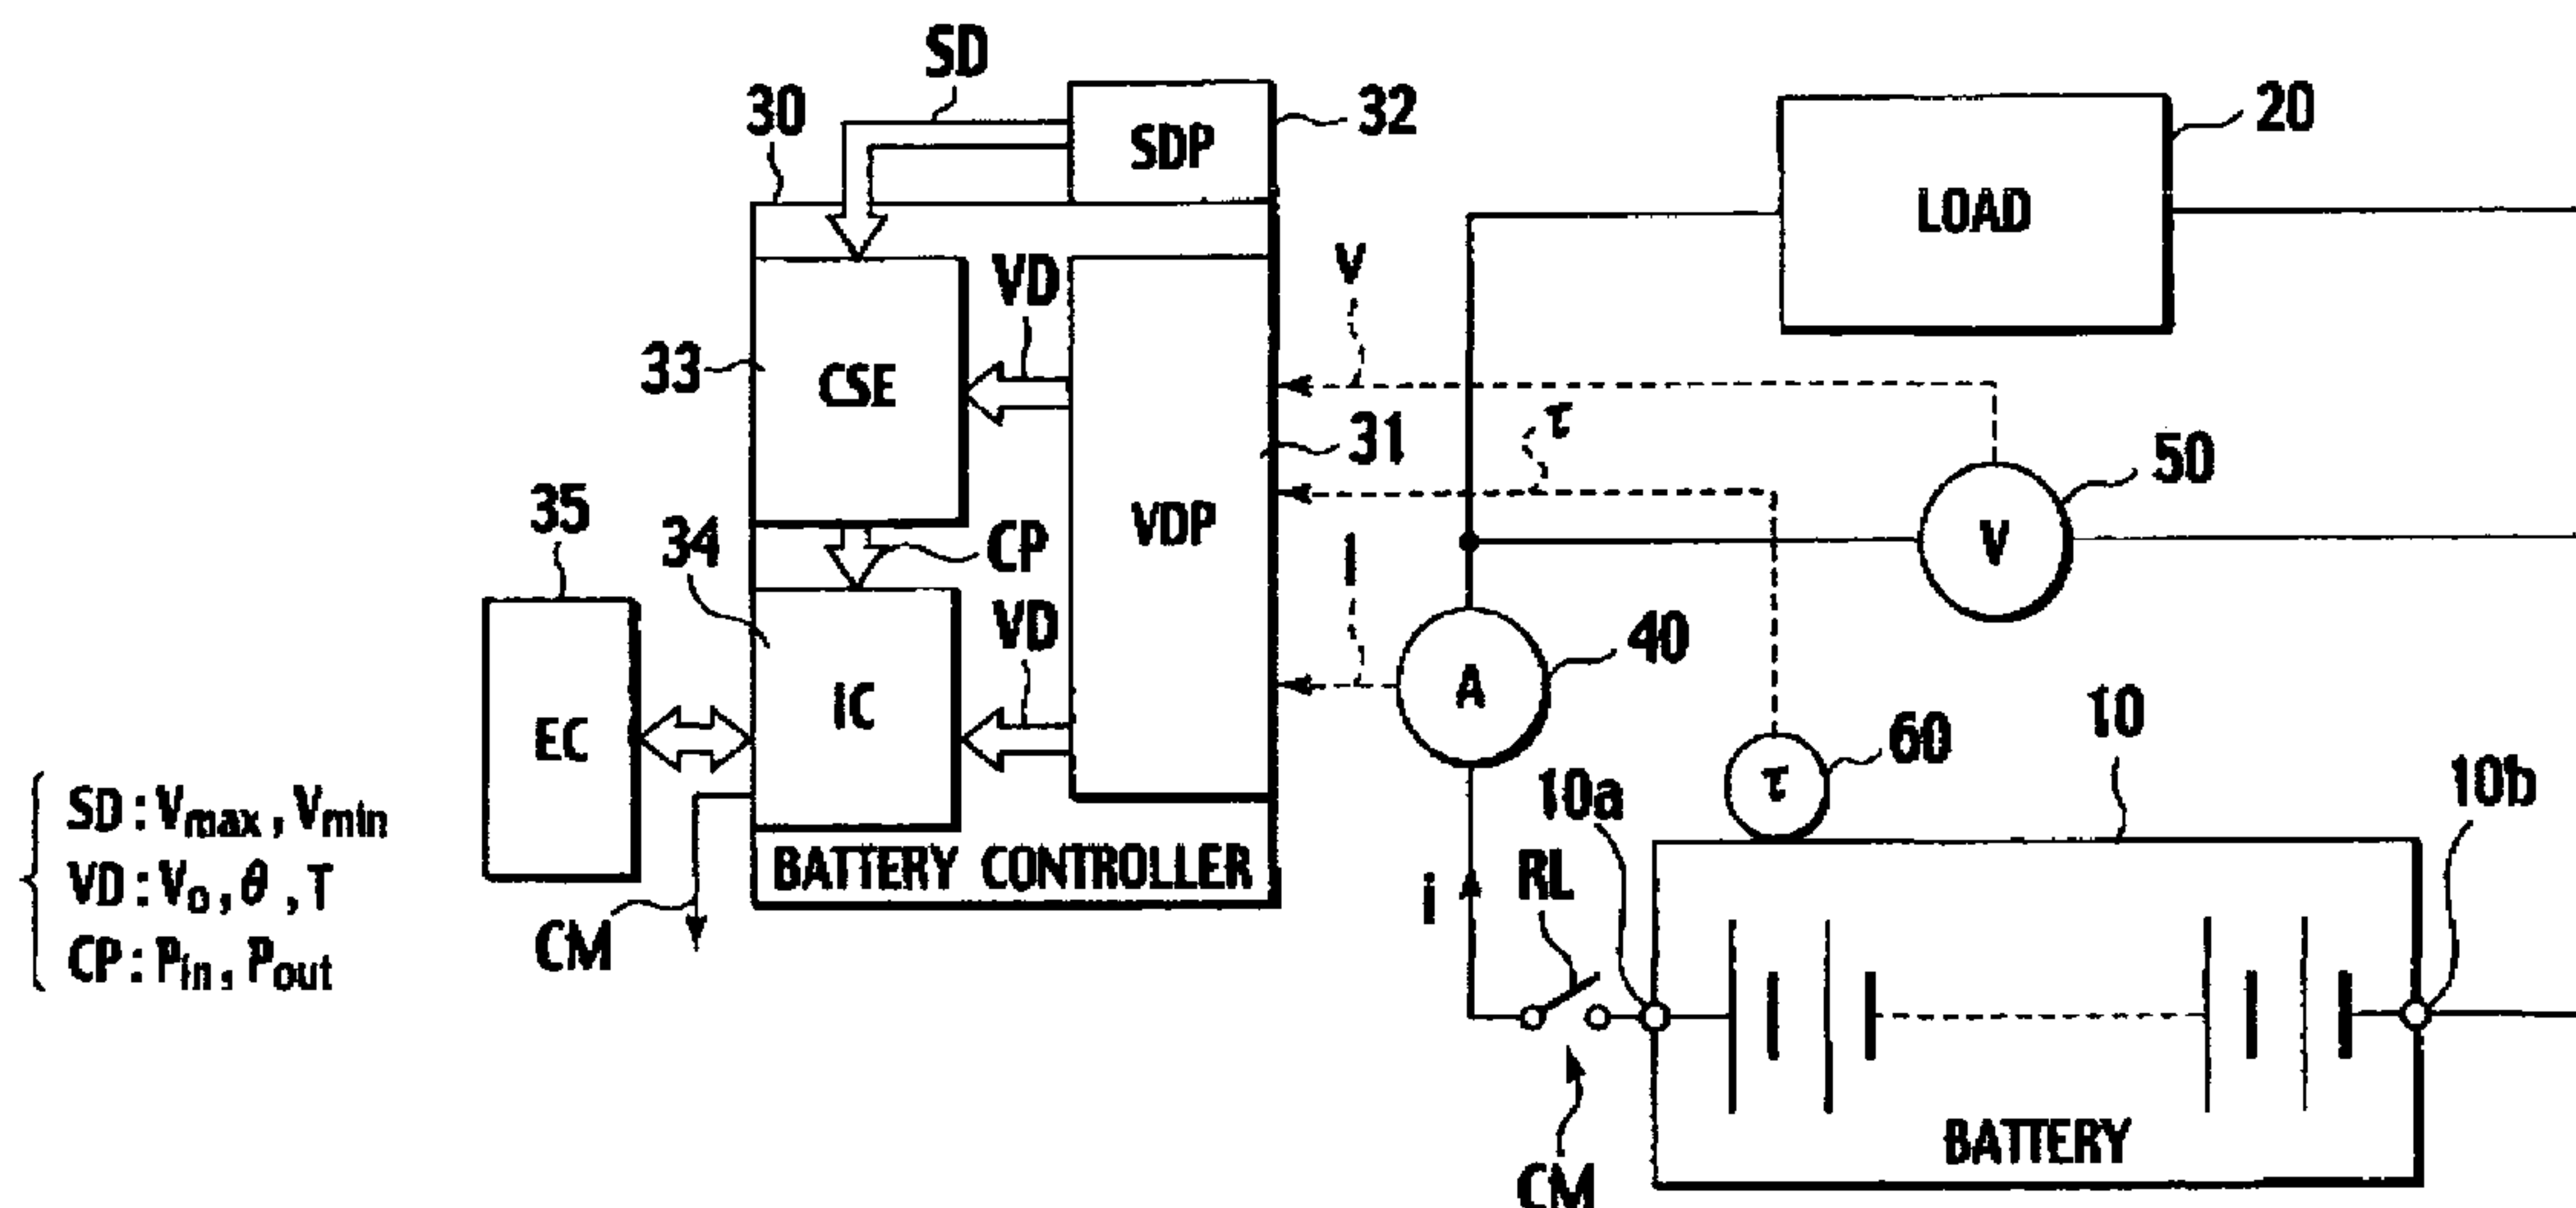 SD
30
SDP
32
LOAD
20
V
VD
33
CSE
τ
31
50
V
35
34
CP
VDP
I
VD
40
A
EC
IC
10
60
τ
10a
10b
SD : Vmax, Vmin
VD : Vo, θ, T
CP : Pin, Pout
CM
BATTERY CONTROLLER
i
RL
BATTERY
CM